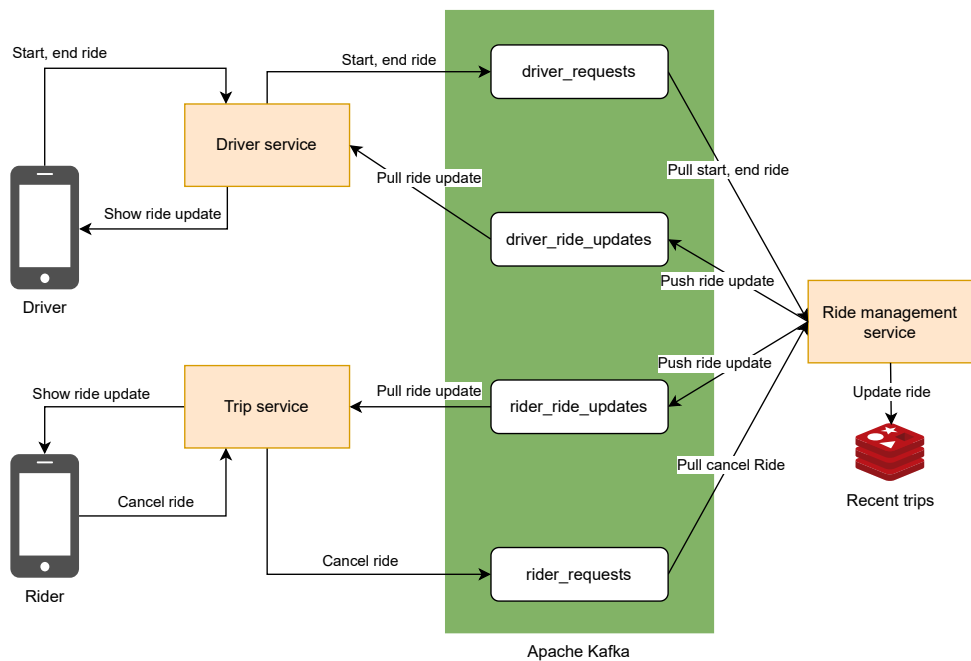 Start, end ride
Start, end ride
driver_requests
Driver service
Pull start, end ride
Pull ride update
Show ride update
driver_ride_updates
Push ride update
Driver
Ride management
service
Push ride update
Show ride update
Pull ride update
Trip service
rider_ride_updates
Update ride
Pull cancel Ride
Recent trips
Cancel ride
Cancel ride
rider_requests
Rider
Apache Kafka